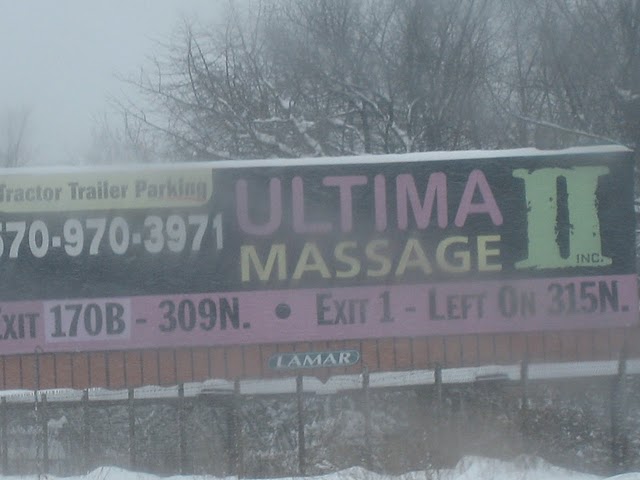 Tractor Trailer Parking
570-970-3971
ULTIMA
MASSAGE
II
INC.
Exit 170B - 309N. • Exit 1 - Left On 315N.
LAMAR